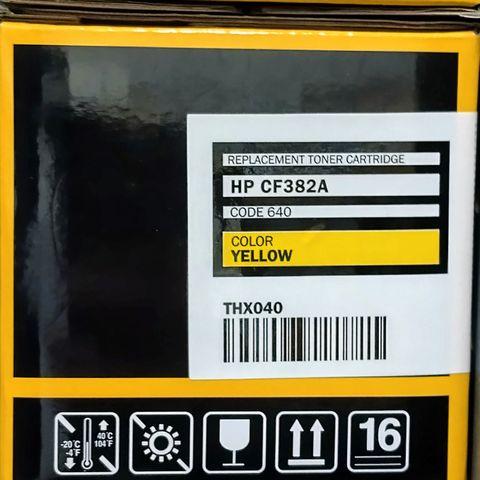 REPLACEMENT TONER CARTRIDGE
HP CF382A
CODE 640
COLOR
YELLOW
THX040
-20°C
-4°F
40°C
104°F
16